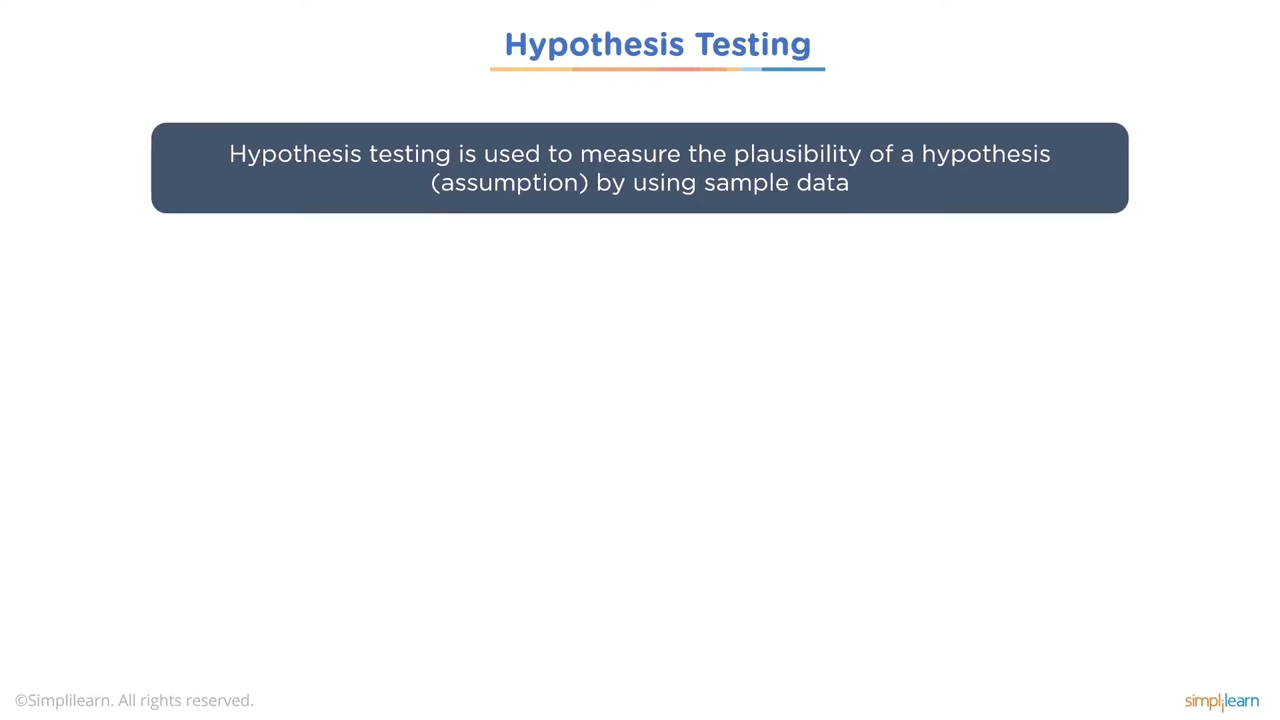 Hypothesis Testing
Hypothesis testing is used to measure the plausibility of a hypothesis
(assumption) by using sample data
©Simplilearn. All rights reserved.
simplilearn